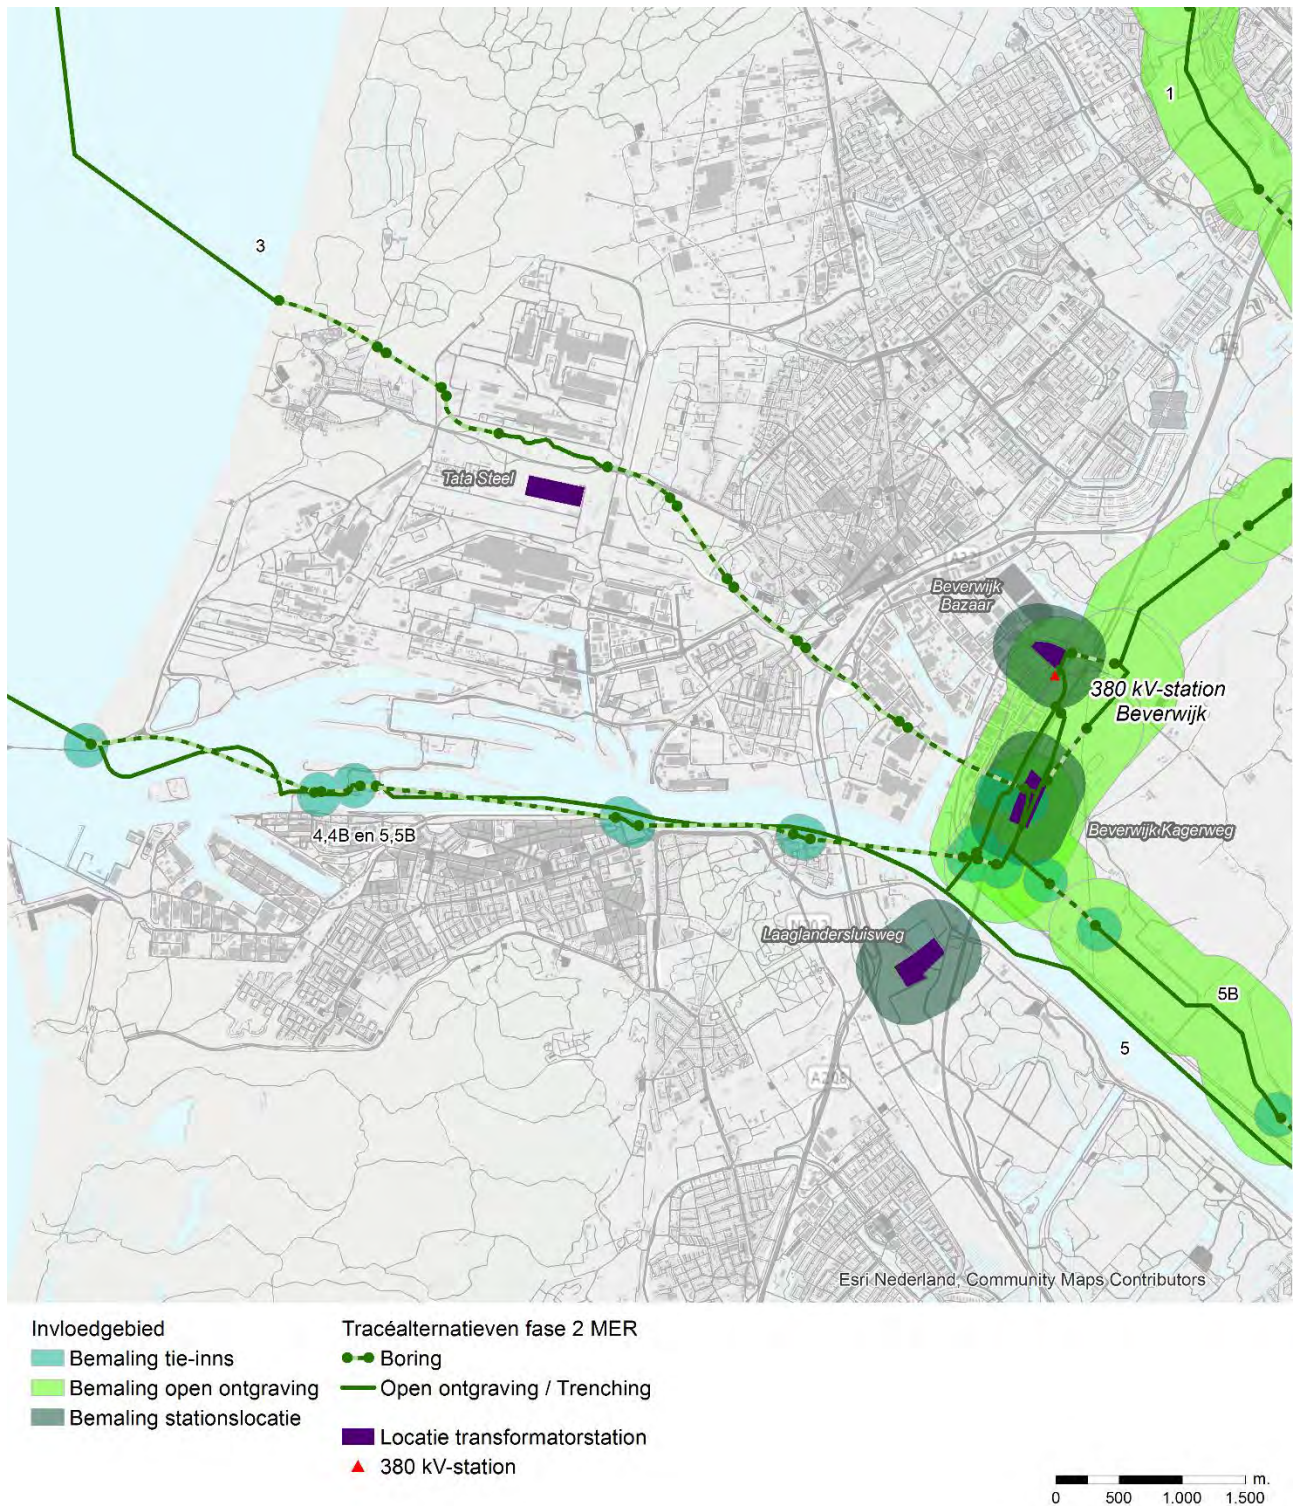 1
3
Tata Steel
A22
Beverwijk
Bazaar
380 kV-station
Beverwijk
4,4B en 5,5B
Beverwijk Kagerweg
N202
Laaglandersluisweg
5B
5
A208
Esri Nederland, Community Maps Contributors
Invloedgebied
Bemaling tie-inns
Bemaling open ontgraving
Bemaling stationslocatie
Tracéalternatieven fase 2 MER
Boring
Open ontgraving / Trenching
Locatie transformatorstation
380 kV-station
m.
0 500 1.000 1.500